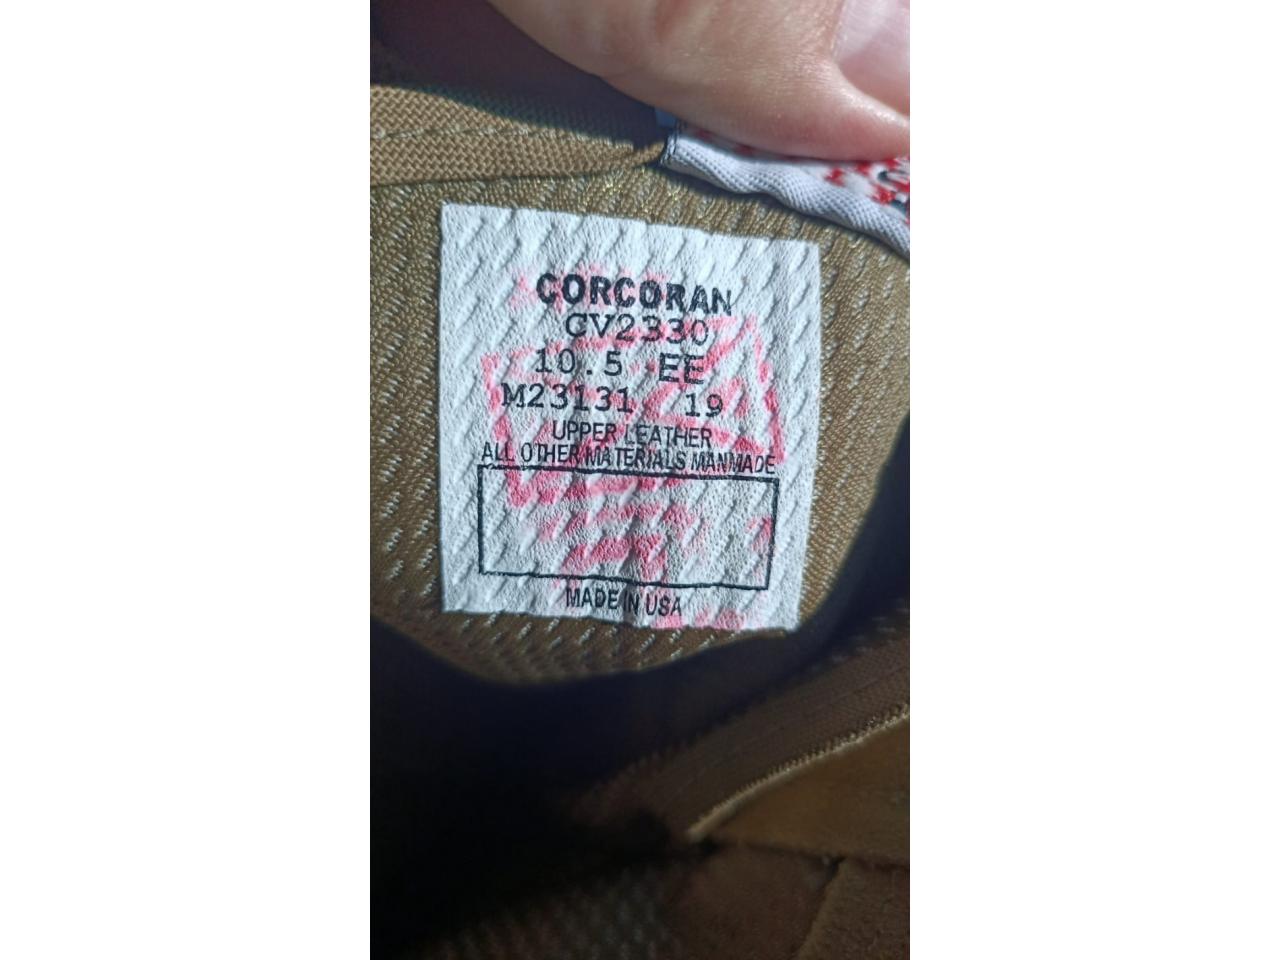 CORCORAN
CV2330
10.5 EE
M23131 19
UPPER LEATHER
ALL OTHER MATERIALS MANMADE
MADE IN USA